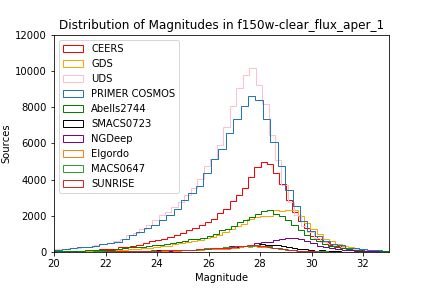 Distribution of Magnitudes in f150w-clear_flux_aper_1
12000
10000
8000
6000
4000
2000
0
Sources
CEERS
GDS
UDS
PRIMER COSMOS
Abells2744
SMACS0723
NGDeep
Elgordo
MACS0647
SUNRISE
20 22 24 26 28 30 32
Magnitude